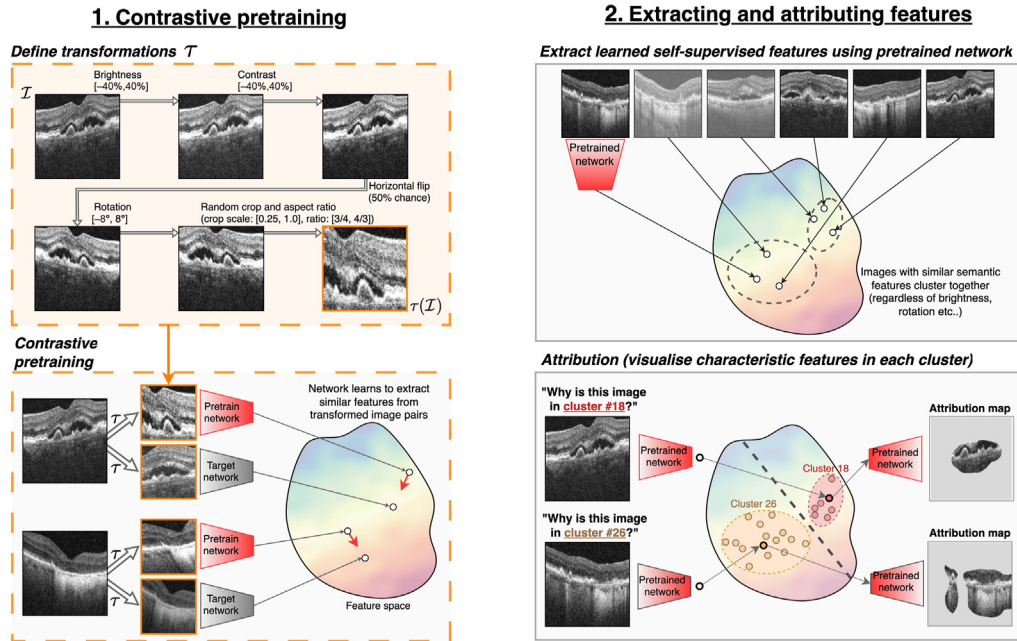 1. Contrastive pretraining
Define transformations 𝒯
ℐ
Brightness
[−40%,40%]
Contrast
[−40%,40%]
Horizontal flip
(50% chance)
Rotation
[−8°, 8°]
Random crop and aspect ratio
(crop scale: [0.25, 1.0], ratio: [3/4, 4/3])
τ(ℐ)
Contrastive
pretraining
Network learns to extract
similar features from
transformed image pairs
τ
Pretrain
network
τ
Target
network
τ
Pretrain
network
τ
Target
network
Feature space
2. Extracting and attributing features
Extract learned self-supervised features using pretrained network
Pretrained
network
Images with similar semantic
features cluster together
(regardless of brightness,
rotation etc..)
Attribution (visualise characteristic features in each cluster)
"Why is this image
in cluster #18?"
Pretrained
network
Cluster 18
Pretrained
network
Attribution map
Cluster 26
"Why is this image
in cluster #26?"
Pretrained
network
Pretrained
network
Attribution map